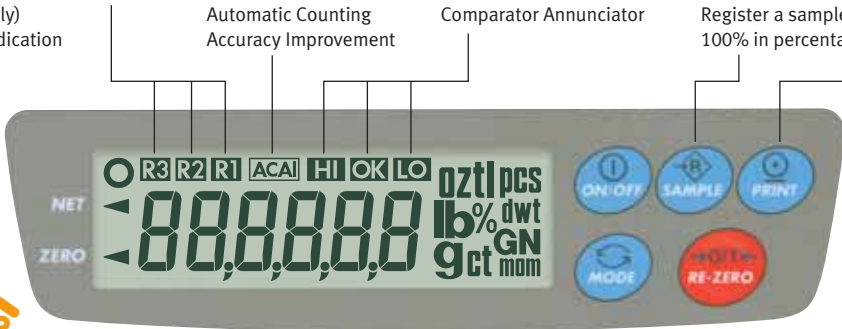 ly)
dication
Automatic Counting
Accuracy Improvement
Comparator Annunciator
Register a sample
100% in percenta
R3 R2 R1 ACAI HI OK LO
NET
ZERO
88,8,8,8,8
oztl pcs
lb % dwt
GN
g ct mom
ON/OFF
→R SAMPLE
PRINT
MODE
→0/T←
RE-ZERO